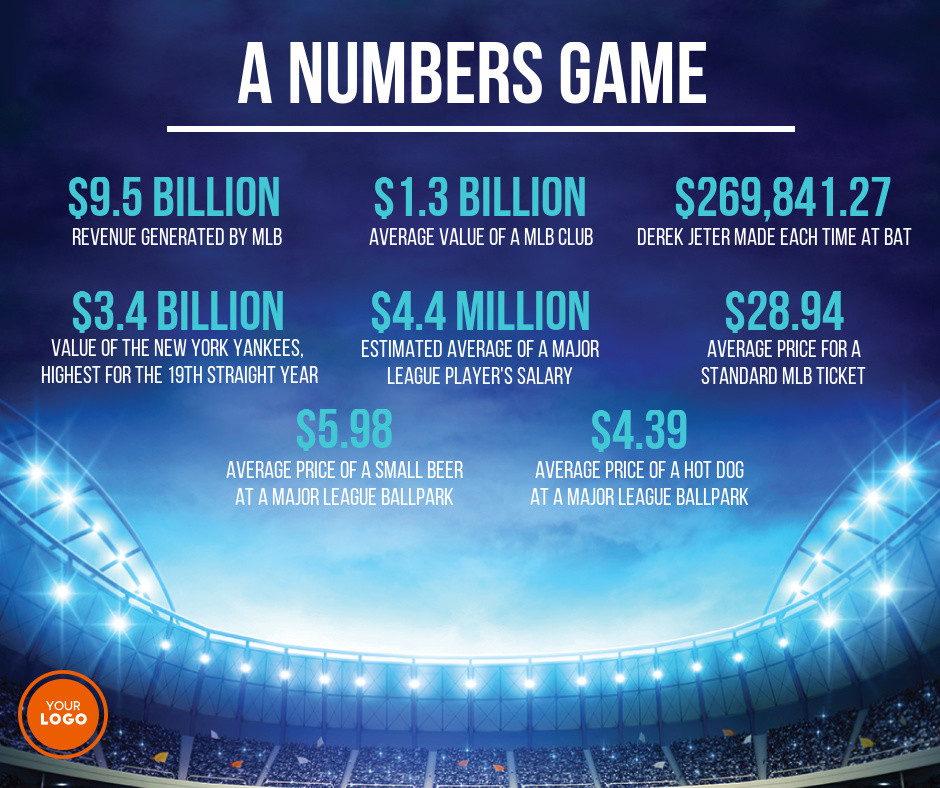 A NUMBERS GAME
$9.5 BILLION
REVENUE GENERATED BY MLB
$1.3 BILLION
AVERAGE VALUE OF A MLB CLUB
$269,841.27
DEREK JETER MADE EACH TIME AT BAT
$3.4 BILLION
VALUE OF THE NEW YORK YANKEES,
HIGHEST FOR THE 19TH STRAIGHT YEAR
$4.4 MILLION
ESTIMATED AVERAGE OF A MAJOR
LEAGUE PLAYER'S SALARY
$28.94
AVERAGE PRICE FOR A
STANDARD MLB TICKET
$5.98
AVERAGE PRICE OF A SMALL BEER
AT A MAJOR LEAGUE BALLPARK
$4.39
AVERAGE PRICE OF A HOT DOG
AT A MAJOR LEAGUE BALLPARK
YOUR
LOGO